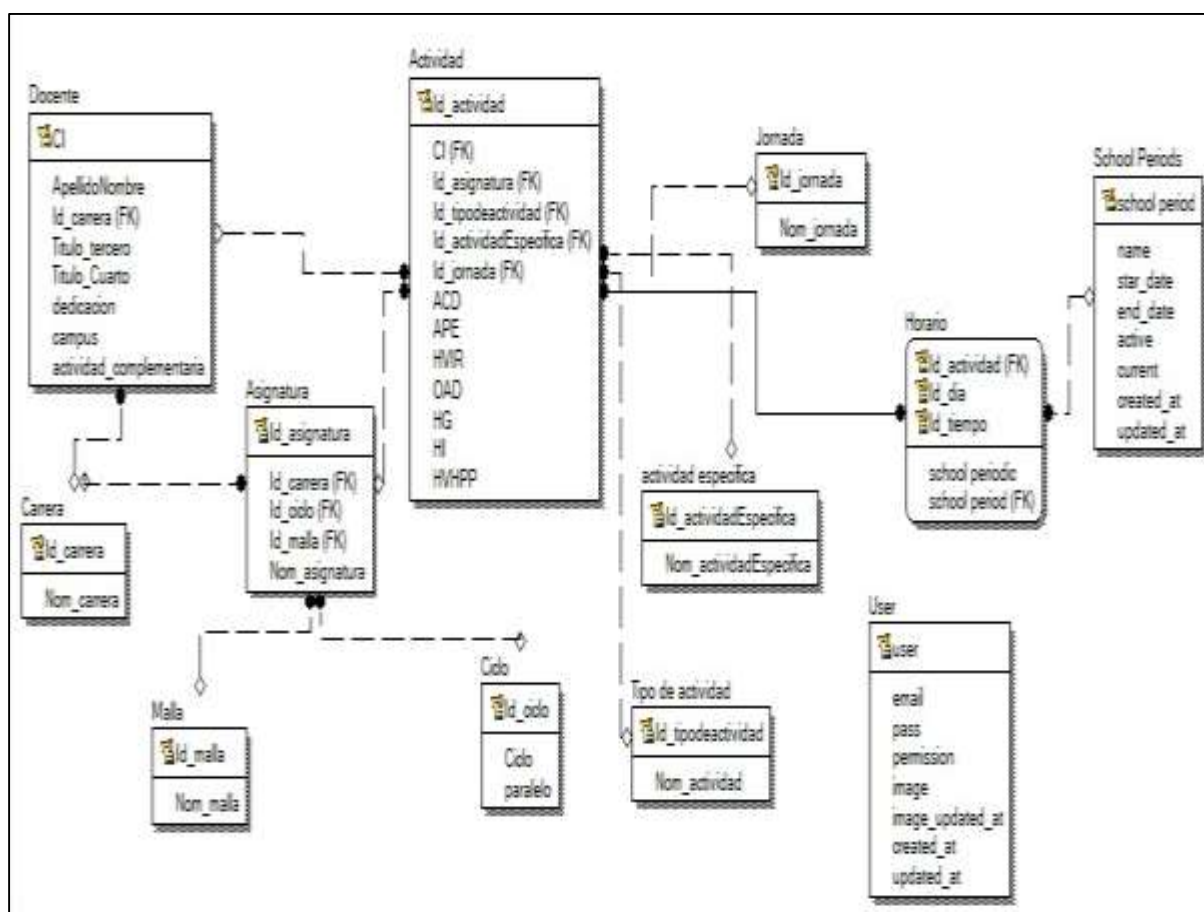 Docente
CI
ApellidoNombre
Id_carrera (FK)
Titulo_tercero
Titulo_Cuarto
dedicacion
campus
actividad_complementaria
Actividad
Id_actividad
CI (FK)
Id_asignatura (FK)
Id_tipodeactividad (FK)
Id_actividadEspecifica (FK)
Id_jornada (FK)
ACD
APE
HVIR
OAD
HG
HI
HVHPP
Jornada
Id_jornada
Nom_jornada
School Periods
school period
name
star_date
end_date
active
current
created_at
updated_at
Horario
Id_actividad (FK)
Id_dia
Id_tiempo
school periodic
school period (FK)
Asignatura
Id_asignatura
Id_carrera (FK)
Id_ciclo (FK)
Id_malla (FK)
Nom_asignatura
Carrera
Id_carrera
Nom_carrera
actividad especifica
Id_actividadEspecifica
Nom_actividadEspecifica
Malla
Id_malla
Nom_malla
Ciclo
Id_ciclo
Ciclo
paralelo
Tipo de actividad
Id_tipodeactividad
Nom_actividad
User
user
email
pass
permission
image
image_updated_at
created_at
updated_at